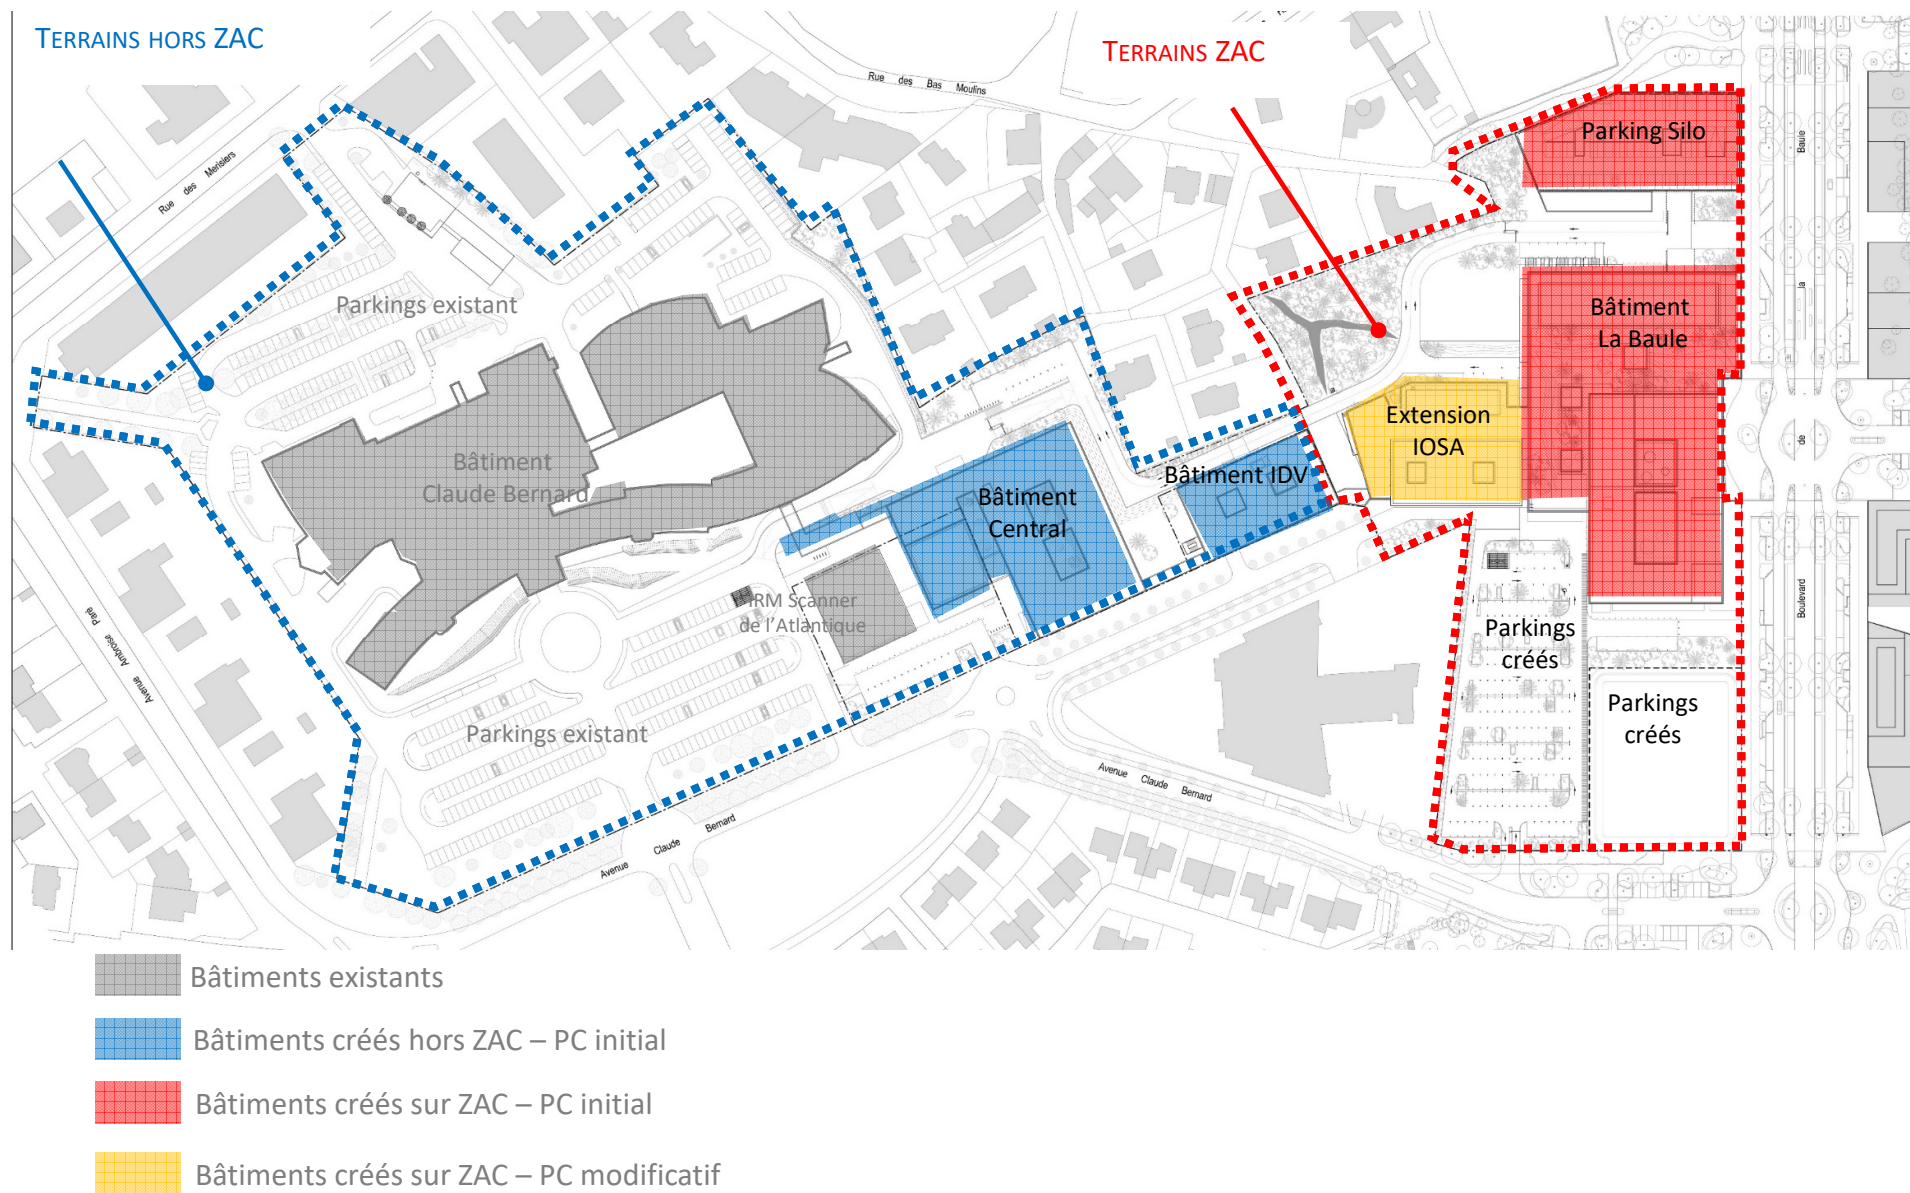 TERRAINS HORS ZAC
TERRAINS ZAC
Rue des Bas Moulins
Rue des Merisiers
Parking Silo
Baule
la
de
Boulevard
Parkings existant
Bâtiment
La Baule
Extension
IOSA
Bâtiment
Claude Bernard
Bâtiment IDV
Bâtiment
Central
IRM Scanner
de l'Atlantique
Parkings
créés
Parkings
créés
Parkings existant
Avenue Ambroise Paré
Avenue Claude Bernard
Avenue Claude Bernard
Bâtiments existants
Bâtiments créés hors ZAC – PC initial
Bâtiments créés sur ZAC – PC initial
Bâtiments créés sur ZAC – PC modificatif